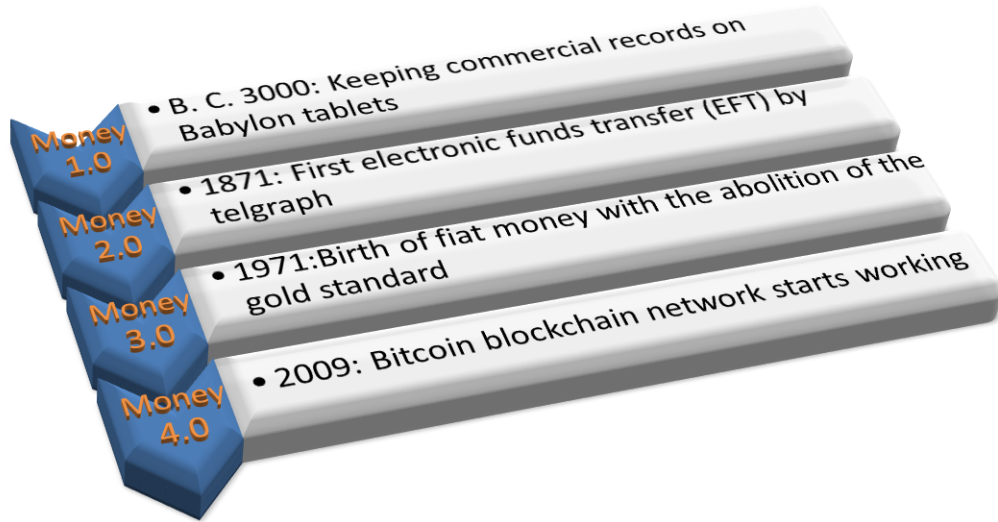 Money
1.0
• B. C. 3000: Keeping commercial records on
Babylon tablets
Money
2.0
• 1871: First electronic funds transfer (EFT) by
telgraph
Money
3.0
• 1971:Birth of fiat money with the abolition of the
gold standard
Money
4.0
• 2009: Bitcoin blockchain network starts working